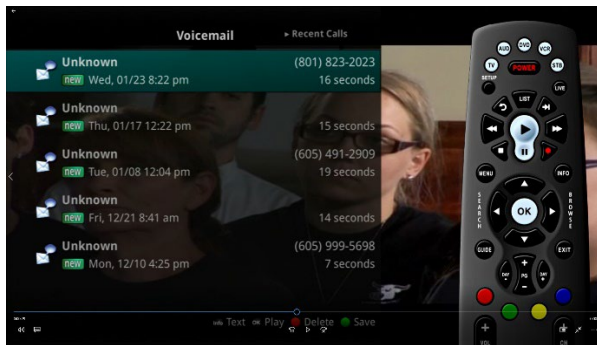 Voicemail ▸ Recent Calls
Unknown (801) 823-2023
new Wed, 01/23 8:22 pm 16 seconds
Unknown
new Thu, 01/17 12:22 pm 15 seconds
Unknown (605) 491-2909
new Tue, 01/08 12:04 pm 19 seconds
Unknown
new Fri, 12/21 8:41 am 14 seconds
Unknown (605) 999-5698
new Mon, 12/10 4:25 pm 7 seconds
Text OK Play Delete Save
AUD DVD VCR
TV POWER STB
SETUP
LIVE
LIST
MENU INFO
SEARCH
OK
BROWSE
GUIDE EXIT
DAY - PG DAY +
VOL CH